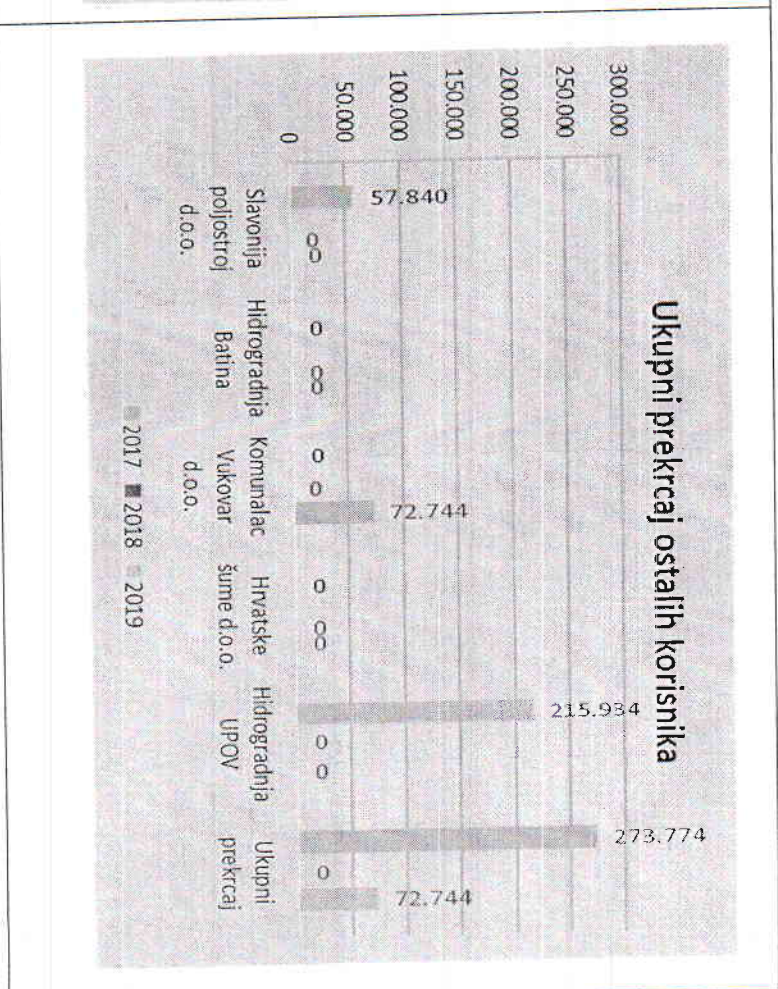 Ukupni prekrcaj ostalih korisnika
300.000
250.000
200.000
150.000
100.000
50.000
0
57.840
0
0
0
0
0
0
0
72.744
0
0
0
215.934
0
0
273.774
0
72.744
Slavonija
poljostroj
d.o.o.
Hidrogradnja
Batina
Komunalac
Vukovar
d.o.o.
Hrvatske
šume d.o.o.
Hidrogradnja
UPOV
Ukupni
prekrcaj
2017 2018 2019